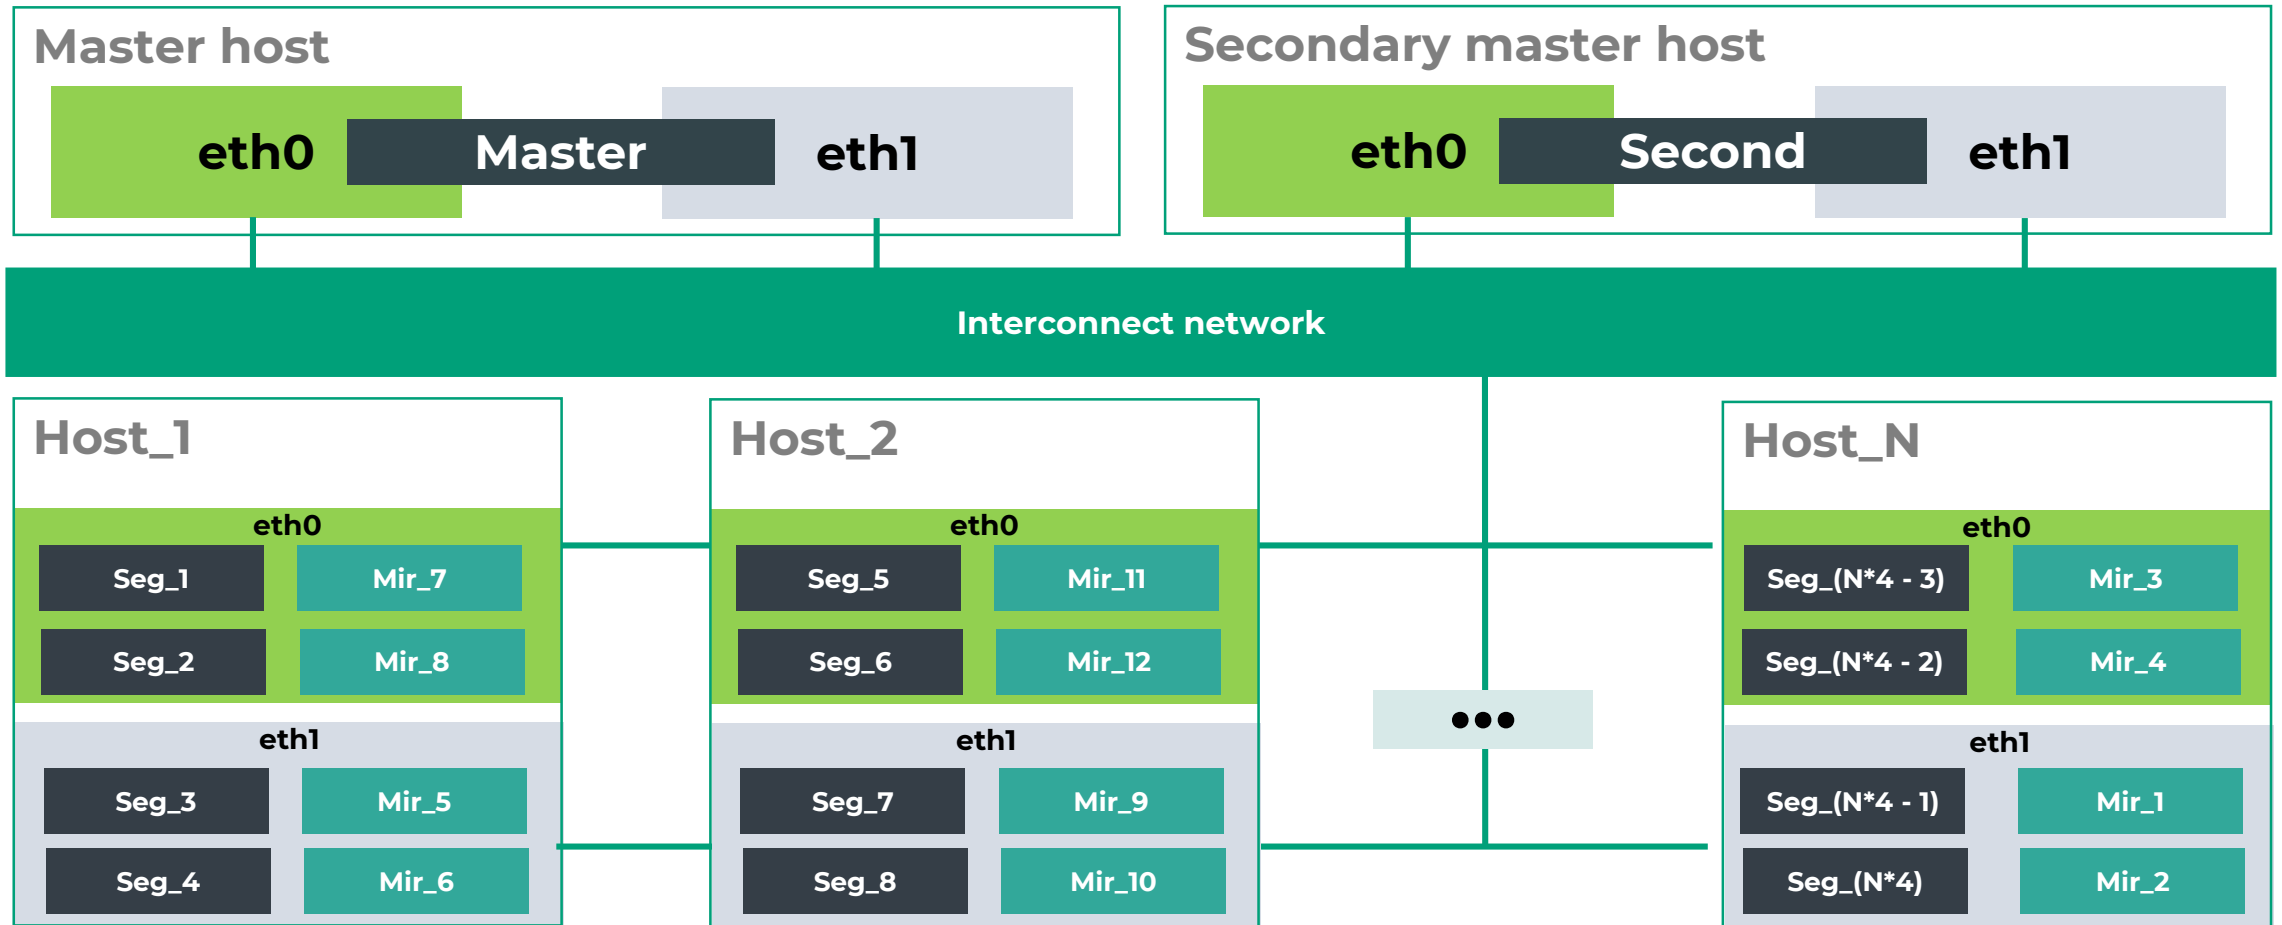 Master host
eth0
Master
eth1
Secondary master host
eth0
Second
eth1
Interconnect network
Host_1
eth0
Seg_1
Mir_7
Seg_2
Mir_8
eth1
Seg_3
Mir_5
Seg_4
Mir_6
Host_2
eth0
Seg_5
Mir_11
Seg_6
Mir_12
eth1
Seg_7
Mir_9
Seg_8
Mir_10
•••
Host_N
eth0
Seg_(N*4 - 3)
Mir_3
Seg_(N*4 - 2)
Mir_4
eth1
Seg_(N*4 - 1)
Mir_1
Seg_(N*4)
Mir_2